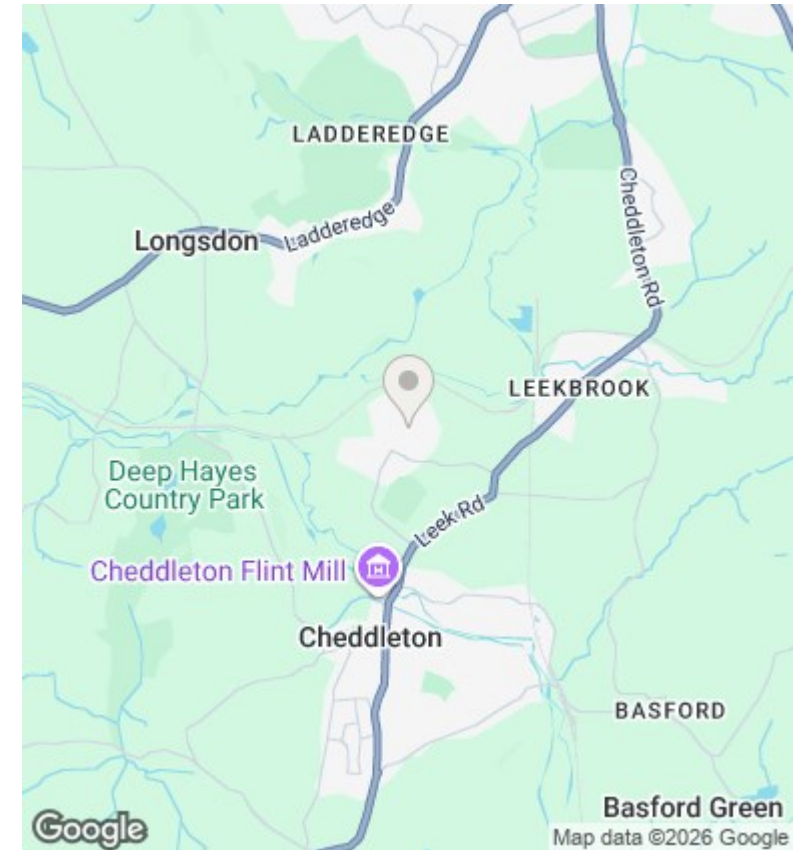 LADDEREDGE
Cheddleton Rd
Ladderedge
Longsdon
LEEKBROOK
Deep Hayes
Country Park
Leek Rd
Cheddleton Flint Mill
Cheddleton
BASFORD
Basford Green
Google
Map data ©2026 Google